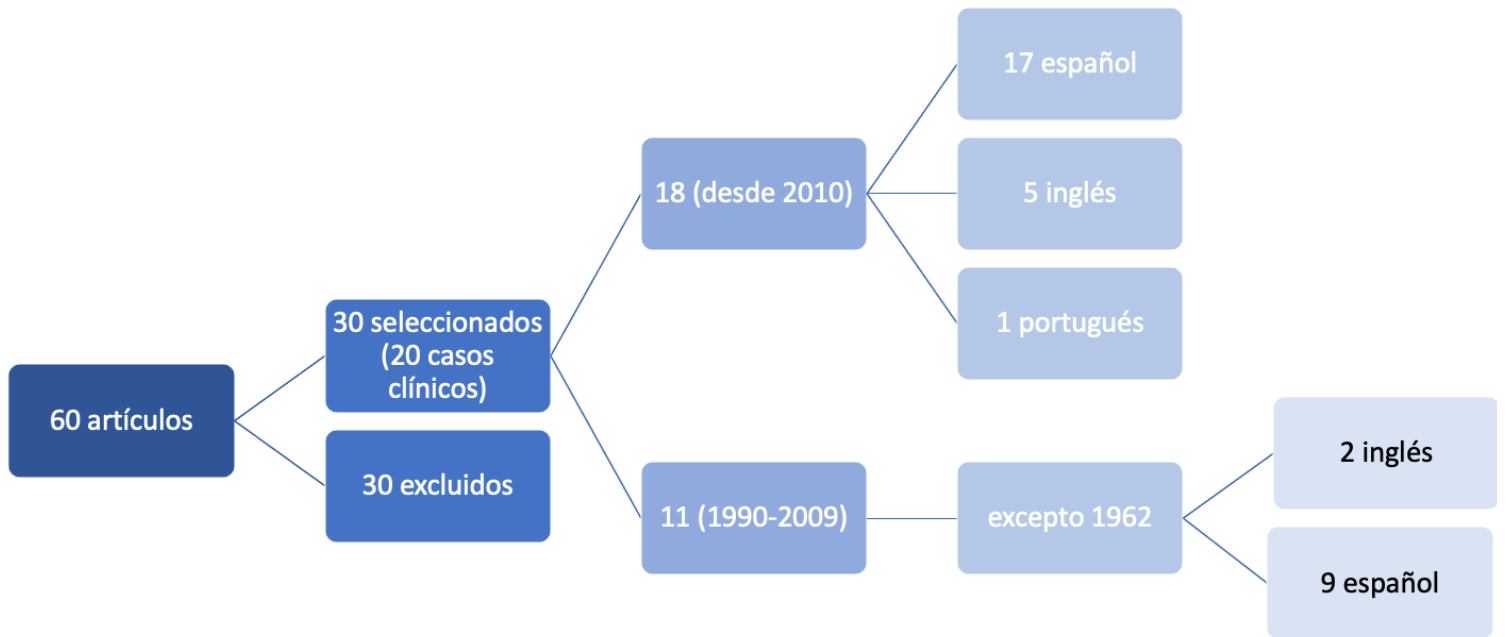 60 artículos
30 seleccionados
(20 casos
clínicos)
30 excluidos
18 (desde 2010)
11 (1990-2009)
17 español
5 inglés
1 portugués
excepto 1962
2 inglés
9 español